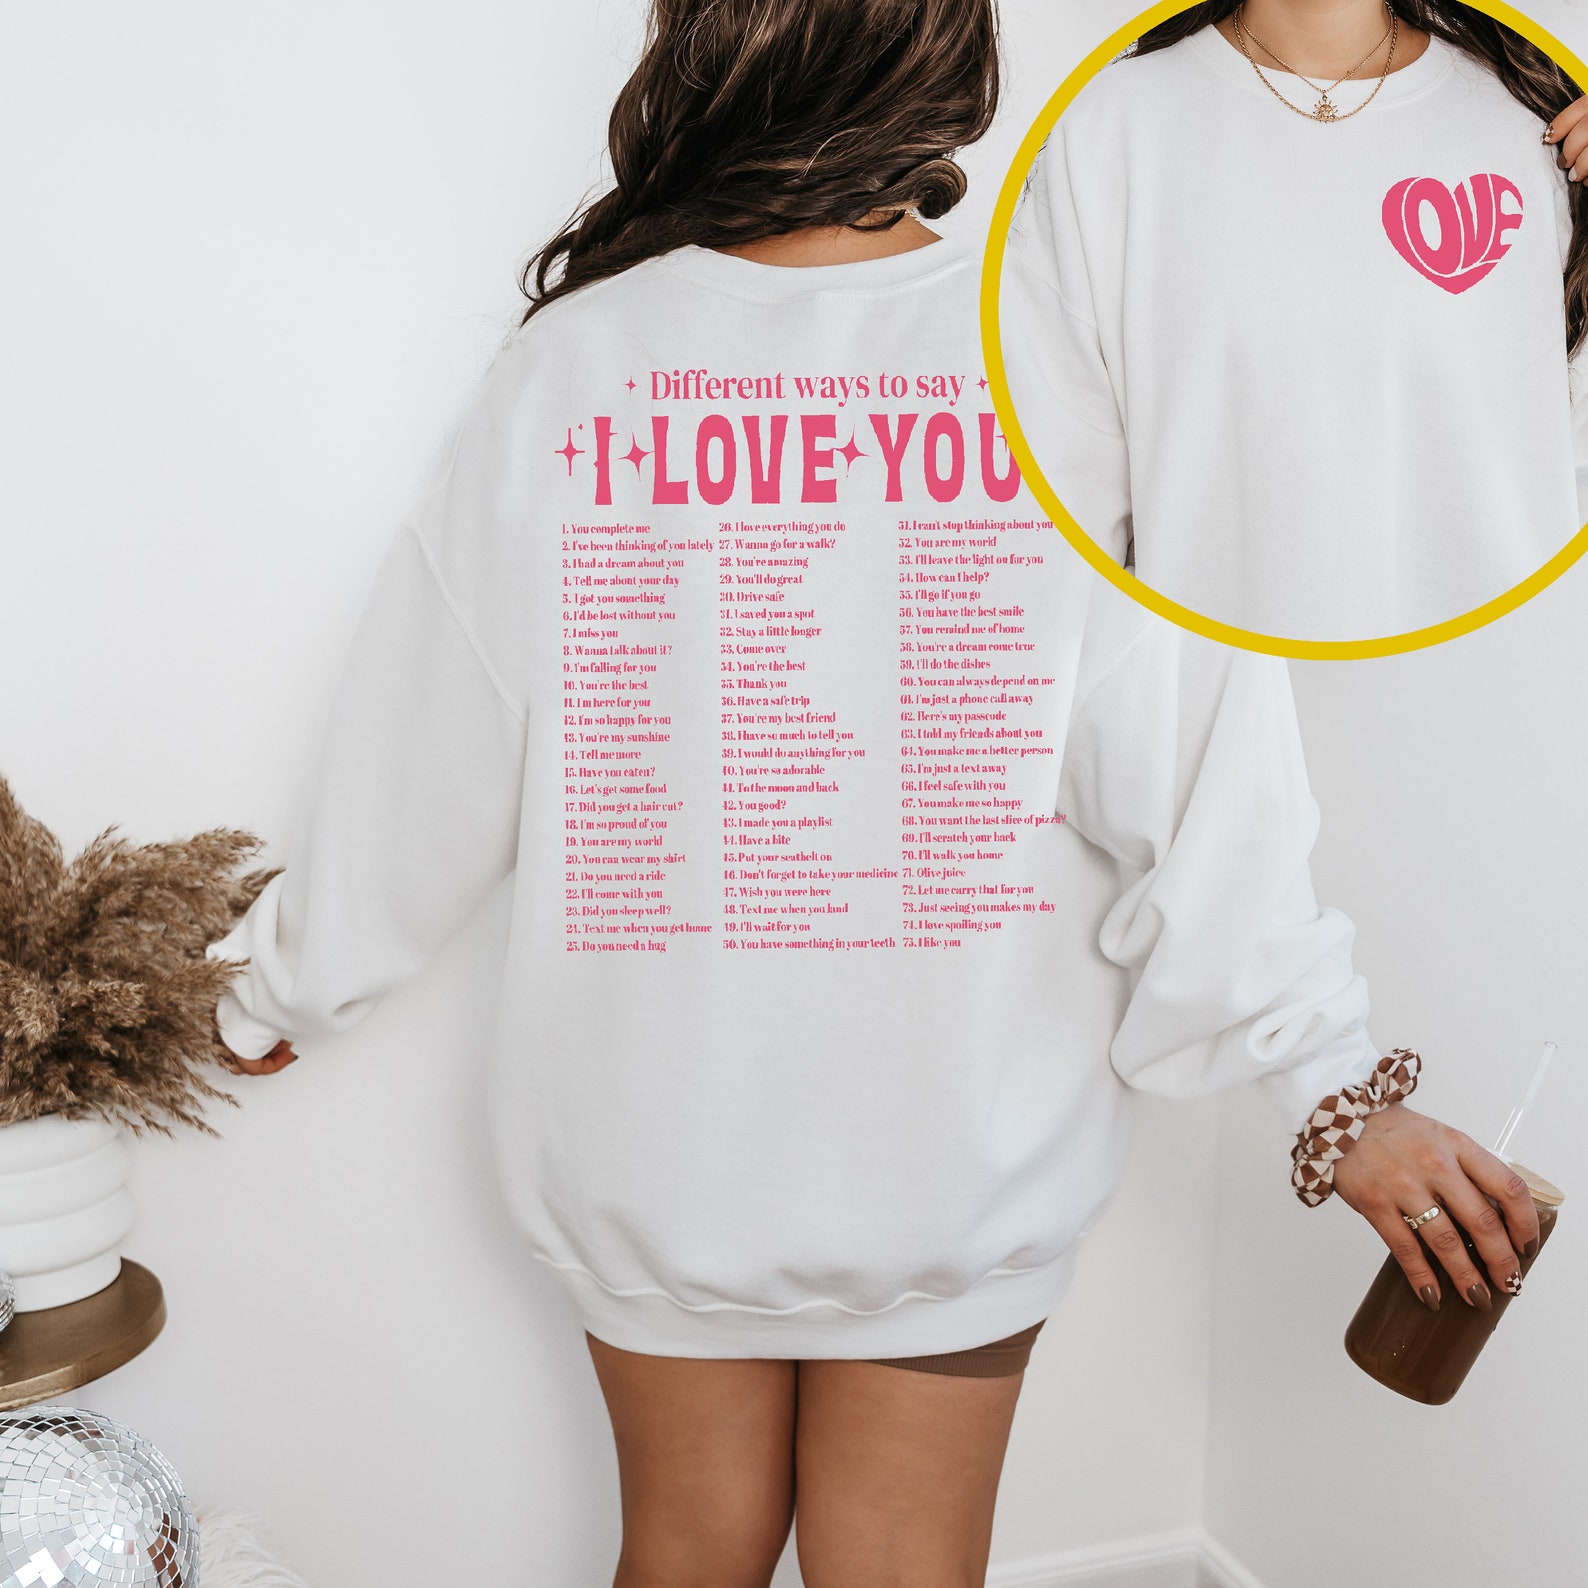 Different ways to say
I LOVE YOU
1. You complete me
2. I've been thinking of you lately
3. I had a dream about you
4. Tell me about your day
5. I got you something
6. I'd be lost without you
7. I miss you
8. Wanna talk about it?
9. I'm falling for you
10. You're the best
11. I'm here for you
12. I'm so happy for you
13. You're my sunshine
14. Tell me more
15. Have you eaten?
16. Let's get some food
17. Did you get a hair cut?
18. I'm so proud of you
19. You are my world
20. You can wear my shirt
21. Do you need a ride
22. I'll come with you
23. Did you sleep well?
24. Text me when you get home
25. Do you need a hug
26. I love everything you do
27. Wanna go for a walk?
28. You're amazing
29. You'll do great
30. Drive safe
31. I saved you a spot
32. Stay a little longer
33. Come over
34. You're the best
35. Thank you
36. Have a safe trip
37. You're my best friend
38. I have so much to tell you
39. I would do anything for you
40. You're so adorable
41. To the moon and back
42. You good?
43. I made you a playlist
44. Have a bite
45. Put your seatbelt on
46. Don't forget to take your medicine
47. Wish you were here
48. Text me when you land
49. I'll wait for you
50. You have something in your teeth
51. I can't stop thinking about you
52. You are my world
53. I'll leave the light on for you
54. How can I help?
55. I'll go if you go
56. You have the best smile
57. You remind me of home
58. You're a dream come true
59. I'll do the dishes
60. You can always depend on me
61. I'm just a phone call away
62. Here's my passcode
63. I told my friends about you
64. You make me a better person
65. I'm just a text away
66. I feel safe with you
67. You make me so happy
68. You want the last slice of pizza?
69. I'll scratch your back
70. I'll walk you home
71. Olive juice
72. Let me carry that for you
73. Just seeing you makes my day
74. I love spoiling you
75. I like you
LOVE